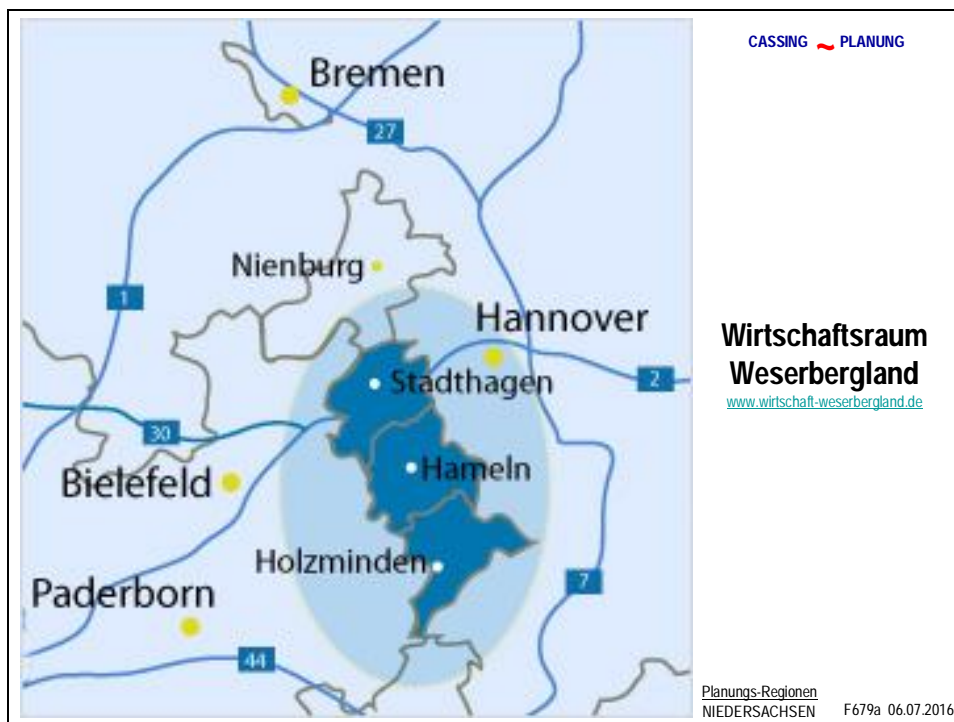 CASSING ~ PLANUNG
Bremen
27
Nienburg
1
Hannover
Stadthagen
2
30
Bielefeld
Hameln
Holzminden
Paderborn
7
44
Wirtschaftsraum
Weserbergland
www.wirtschaft-weserbergland.de
Planungs-Regionen
NIEDERSACHSEN F679a 06.07.2016